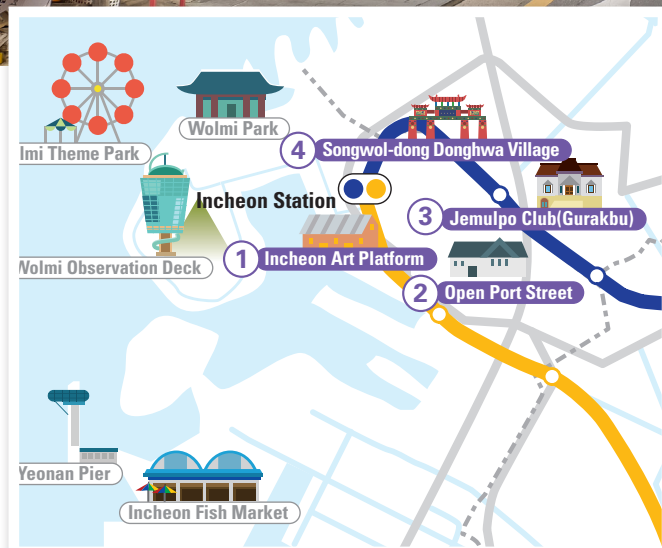 Wolmi Park
lmi Theme Park
4 Songwol-dong Donghwa Village
Incheon Station
3 Jemulpo Club(Gurakbu)
1 Incheon Art Platform
Wolmi Observation Deck
2 Open Port Street
Yeonan Pier
Incheon Fish Market